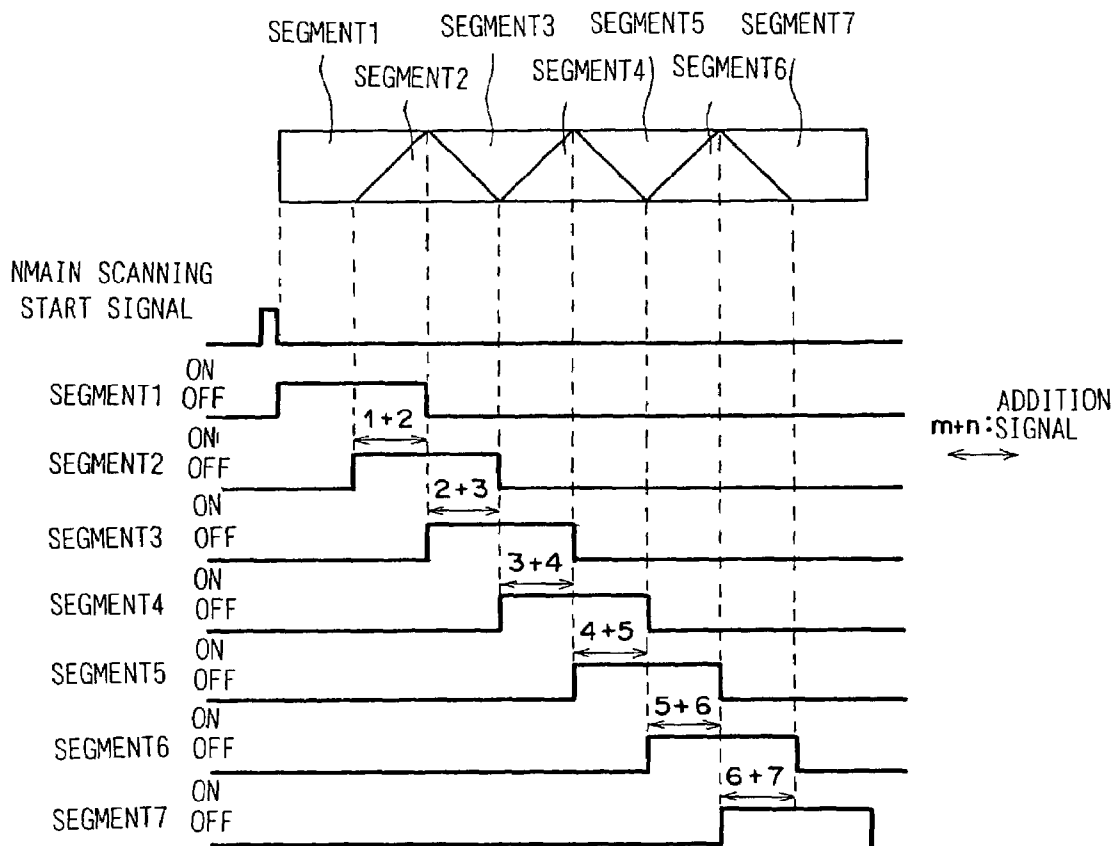 SEGMENT1
SEGMENT3
SEGMENT5
SEGMENT7
SEGMENT2
SEGMENT4
SEGMENT6
NMAIN SCANNING
START SIGNAL
ON
SEGMENT1 OFF
1+2
ON
SEGMENT2 OFF
2+3
ON
SEGMENT3 OFF
3+4
ON
SEGMENT4 OFF
4+5
ON
SEGMENT5 OFF
5+6
ON
SEGMENT6 OFF
6+7
ON
SEGMENT7 OFF
ADDITION
m+n:SIGNAL